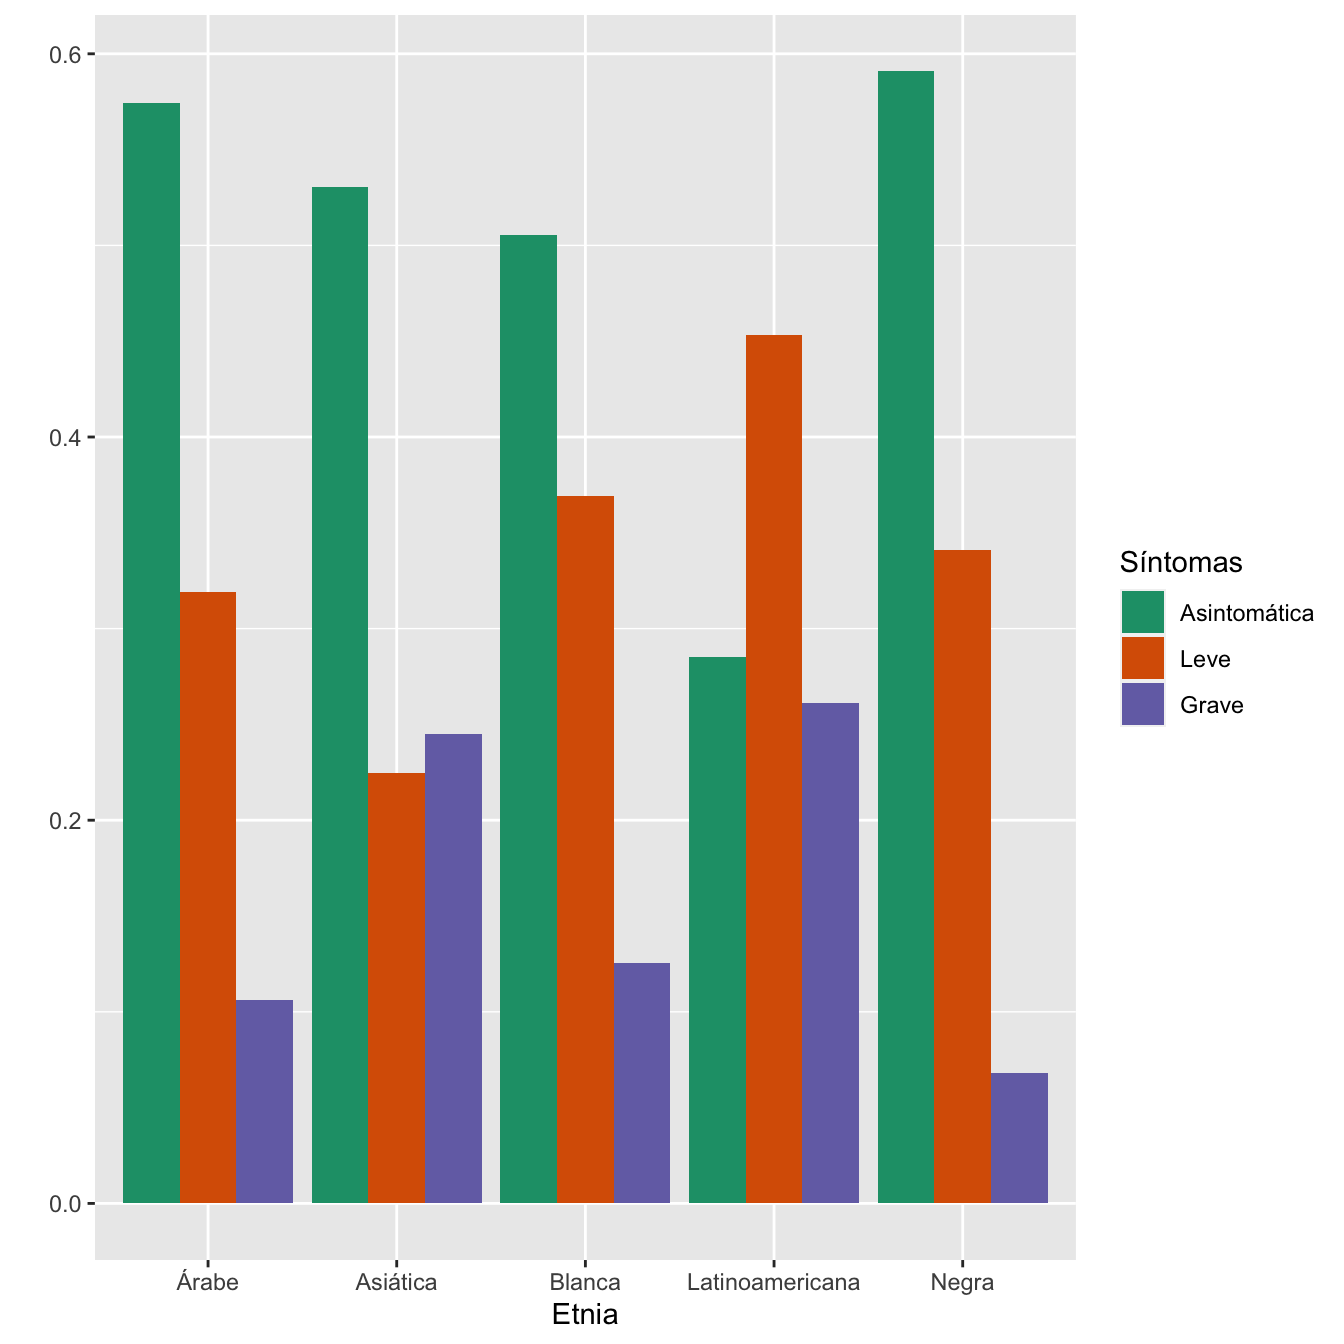 0.6
0.4
0.2
0.0
Árabe
Asiática
Blanca
Latinoamericana
Negra
Etnia
Síntomas
Asintomática
Leve
Grave